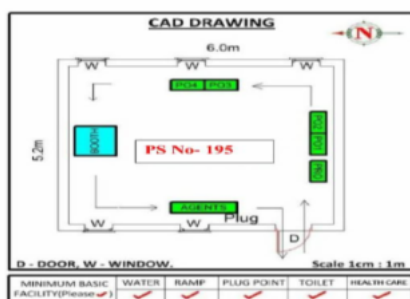 CAD DRAWING
6.0m
N
W W W
PO4 PO3
BOOTH
5.2m
PS No- 195
PO2 PO1
PRO
AGENTS
Plug
W W
D
D - DOOR, W - WINDOW. Scale 1cm : 1m
MINIMUM BASIC FACILITY(Please✓) WATER RAMP PLUG POINT TOILET HEALTH CARE